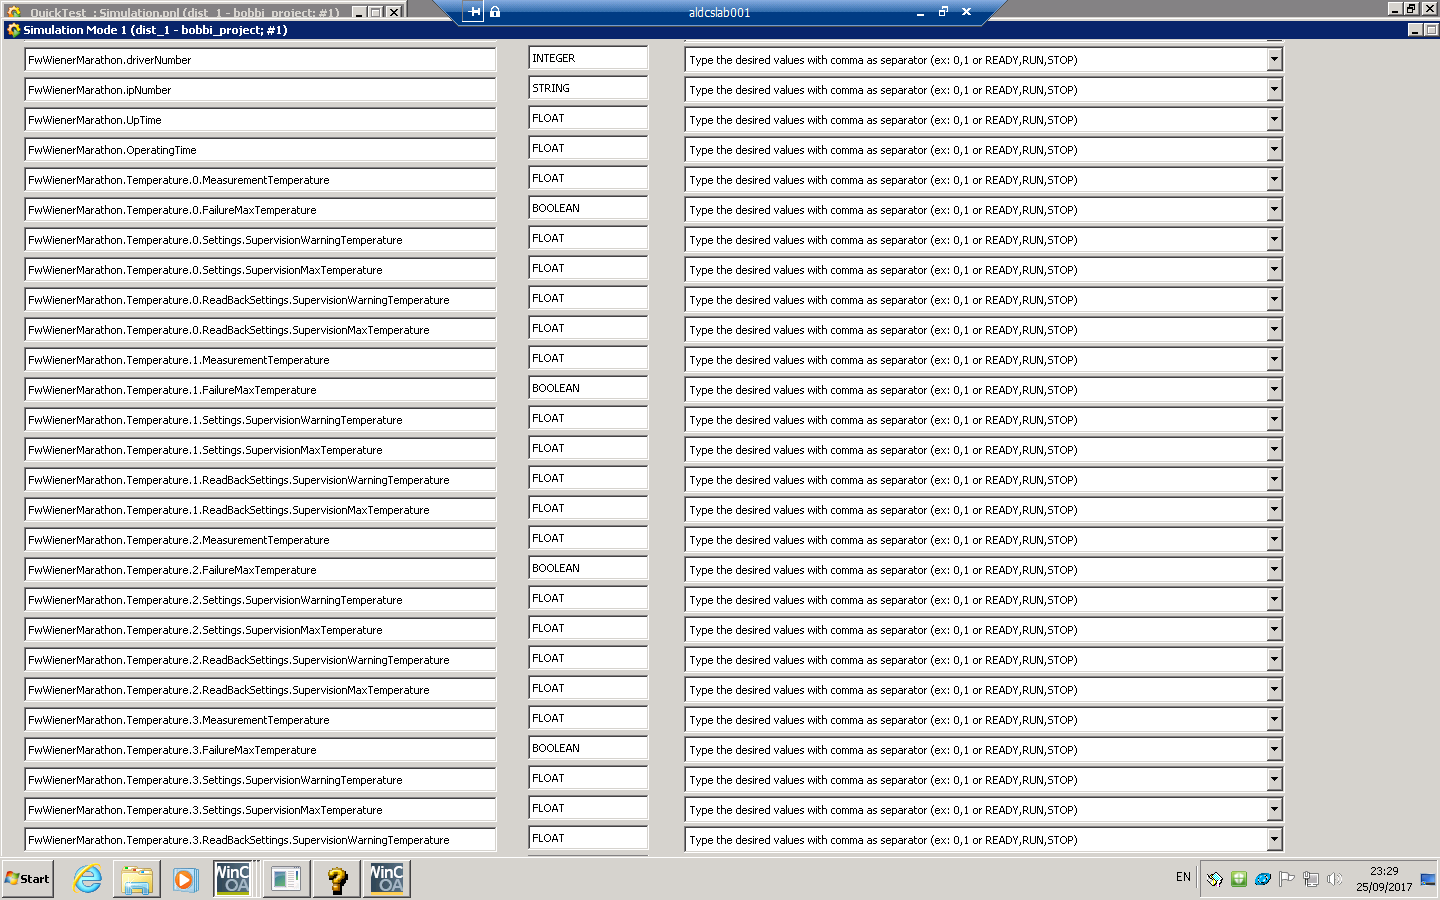 QuickTest_: Simulation.pnl (dist_1 - bobbi_project; #1)
aldcslab001
Simulation Mode 1 (dist_1 - bobbi_project; #1)
FwWienerMarathon.driverNumber INTEGER Type the desired values with comma as separator (ex: 0,1 or READY,RUN,STOP)
FwWienerMarathon.ipNumber STRING Type the desired values with comma as separator (ex: 0,1 or READY,RUN,STOP)
FwWienerMarathon.UpTime FLOAT Type the desired values with comma as separator (ex: 0,1 or READY,RUN,STOP)
FwWienerMarathon.OperatingTime FLOAT Type the desired values with comma as separator (ex: 0,1 or READY,RUN,STOP)
FwWienerMarathon.Temperature.0.MeasurementTemperature FLOAT Type the desired values with comma as separator (ex: 0,1 or READY,RUN,STOP)
FwWienerMarathon.Temperature.0.FailureMaxTemperature BOOLEAN Type the desired values with comma as separator (ex: 0,1 or READY,RUN,STOP)
FwWienerMarathon.Temperature.0.Settings.SupervisionWarningTemperature FLOAT Type the desired values with comma as separator (ex: 0,1 or READY,RUN,STOP)
FwWienerMarathon.Temperature.0.Settings.SupervisionMaxTemperature FLOAT Type the desired values with comma as separator (ex: 0,1 or READY,RUN,STOP)
FwWienerMarathon.Temperature.0.ReadBackSettings.SupervisionWarningTemperature FLOAT Type the desired values with comma as separator (ex: 0,1 or READY,RUN,STOP)
FwWienerMarathon.Temperature.0.ReadBackSettings.SupervisionMaxTemperature FLOAT Type the desired values with comma as separator (ex: 0,1 or READY,RUN,STOP)
FwWienerMarathon.Temperature.1.MeasurementTemperature FLOAT Type the desired values with comma as separator (ex: 0,1 or READY,RUN,STOP)
FwWienerMarathon.Temperature.1.FailureMaxTemperature BOOLEAN Type the desired values with comma as separator (ex: 0,1 or READY,RUN,STOP)
FwWienerMarathon.Temperature.1.Settings.SupervisionWarningTemperature FLOAT Type the desired values with comma as separator (ex: 0,1 or READY,RUN,STOP)
FwWienerMarathon.Temperature.1.Settings.SupervisionMaxTemperature FLOAT Type the desired values with comma as separator (ex: 0,1 or READY,RUN,STOP)
FwWienerMarathon.Temperature.1.ReadBackSettings.SupervisionWarningTemperature FLOAT Type the desired values with comma as separator (ex: 0,1 or READY,RUN,STOP)
FwWienerMarathon.Temperature.1.ReadBackSettings.SupervisionMaxTemperature FLOAT Type the desired values with comma as separator (ex: 0,1 or READY,RUN,STOP)
FwWienerMarathon.Temperature.2.MeasurementTemperature FLOAT Type the desired values with comma as separator (ex: 0,1 or READY,RUN,STOP)
FwWienerMarathon.Temperature.2.FailureMaxTemperature BOOLEAN Type the desired values with comma as separator (ex: 0,1 or READY,RUN,STOP)
FwWienerMarathon.Temperature.2.Settings.SupervisionWarningTemperature FLOAT Type the desired values with comma as separator (ex: 0,1 or READY,RUN,STOP)
FwWienerMarathon.Temperature.2.Settings.SupervisionMaxTemperature FLOAT Type the desired values with comma as separator (ex: 0,1 or READY,RUN,STOP)
FwWienerMarathon.Temperature.2.ReadBackSettings.SupervisionWarningTemperature FLOAT Type the desired values with comma as separator (ex: 0,1 or READY,RUN,STOP)
FwWienerMarathon.Temperature.2.ReadBackSettings.SupervisionMaxTemperature FLOAT Type the desired values with comma as separator (ex: 0,1 or READY,RUN,STOP)
FwWienerMarathon.Temperature.3.MeasurementTemperature FLOAT Type the desired values with comma as separator (ex: 0,1 or READY,RUN,STOP)
FwWienerMarathon.Temperature.3.FailureMaxTemperature BOOLEAN Type the desired values with comma as separator (ex: 0,1 or READY,RUN,STOP)
FwWienerMarathon.Temperature.3.Settings.SupervisionWarningTemperature FLOAT Type the desired values with comma as separator (ex: 0,1 or READY,RUN,STOP)
FwWienerMarathon.Temperature.3.Settings.SupervisionMaxTemperature FLOAT Type the desired values with comma as separator (ex: 0,1 or READY,RUN,STOP)
FwWienerMarathon.Temperature.3.ReadBackSettings.SupervisionWarningTemperature FLOAT Type the desired values with comma as separator (ex: 0,1 or READY,RUN,STOP)
Start
WinC
OA
WinC
OA
EN
23:29
25/09/2017